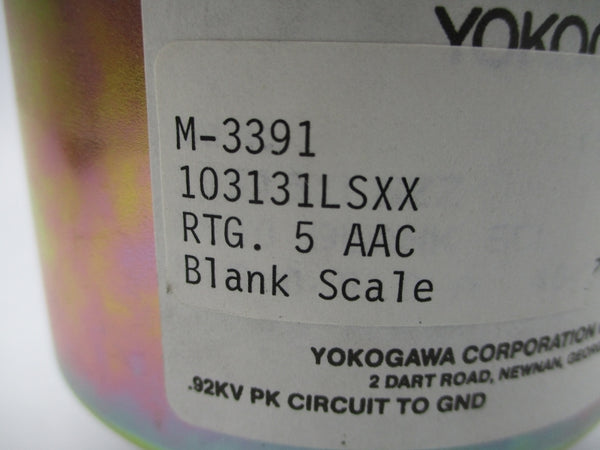 M-3391
103131LSXX
RTG. 5 AAC
Blank Scale
YOKOGAWA CORPORATION
2 DART ROAD, NEWNAN,
.92KV PK CIRCUIT TO GND